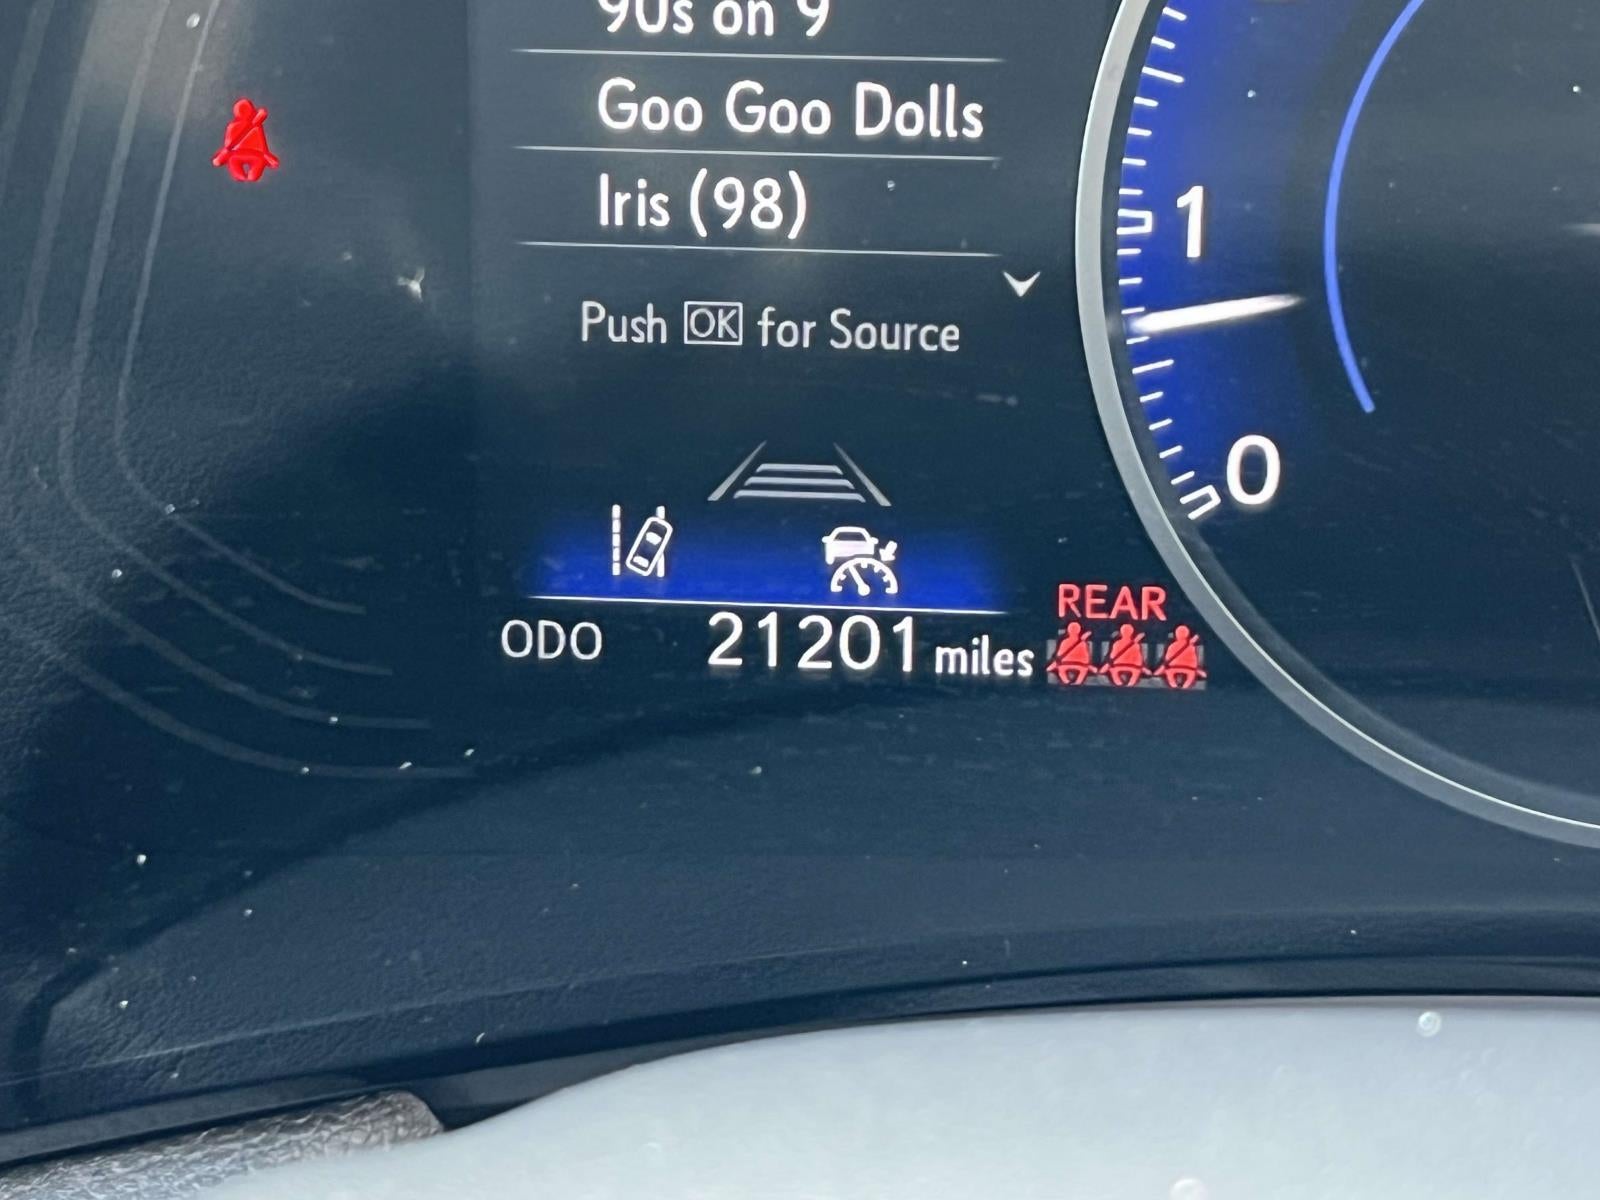 90s on 9
Goo Goo Dolls
Iris (98)
Push OK for Source
1
0
REAR
ODO 21201 miles